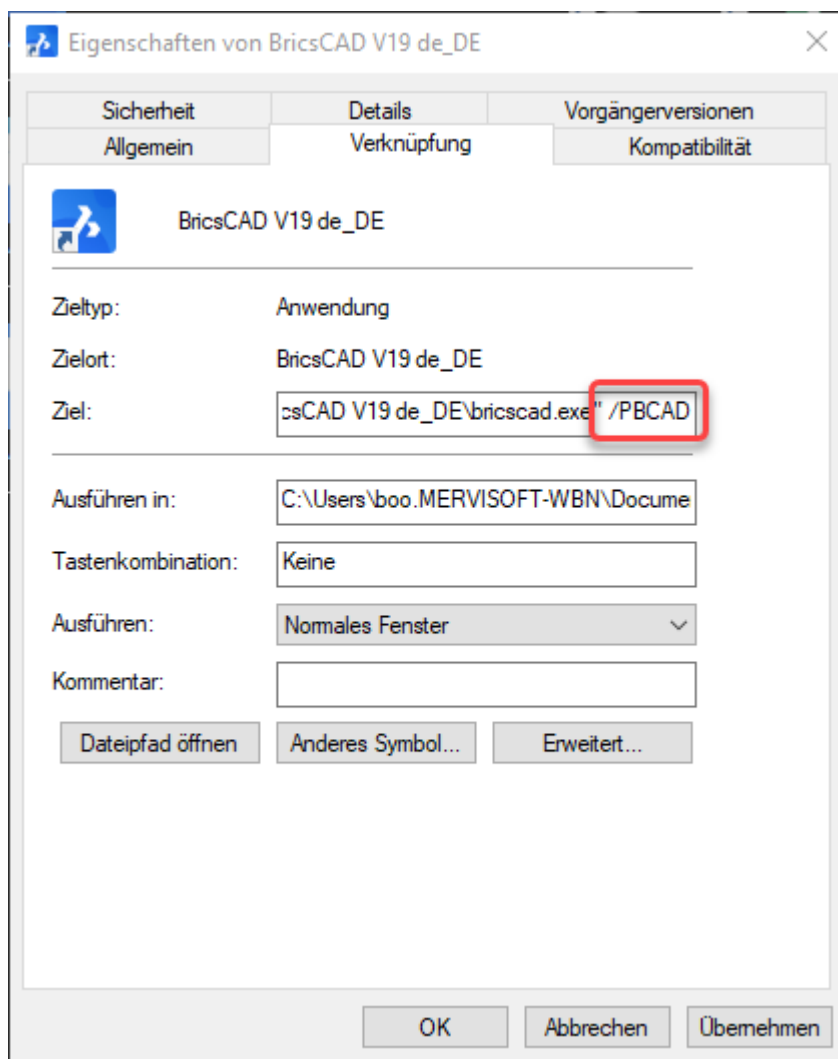 Eigenschaften von BricsCAD V19 de_DE
Sicherheit Details Vorgängerversionen
Allgemein Verknüpfung Kompatibilität
BricsCAD V19 de_DE
Zieltyp: Anwendung
Zielort: BricsCAD V19 de_DE
Ziel: csCAD V19 de_DE\bricscad.exe" /PBCAD
Ausführen in: C:\Users\boo.MERVISOFT-WBN\Docume
Tastenkombination: Keine
Ausführen: Normales Fenster
Kommentar:
Dateipfad öffnen Anderes Symbol... Erweitert...
OK Abbrechen Übernehmen